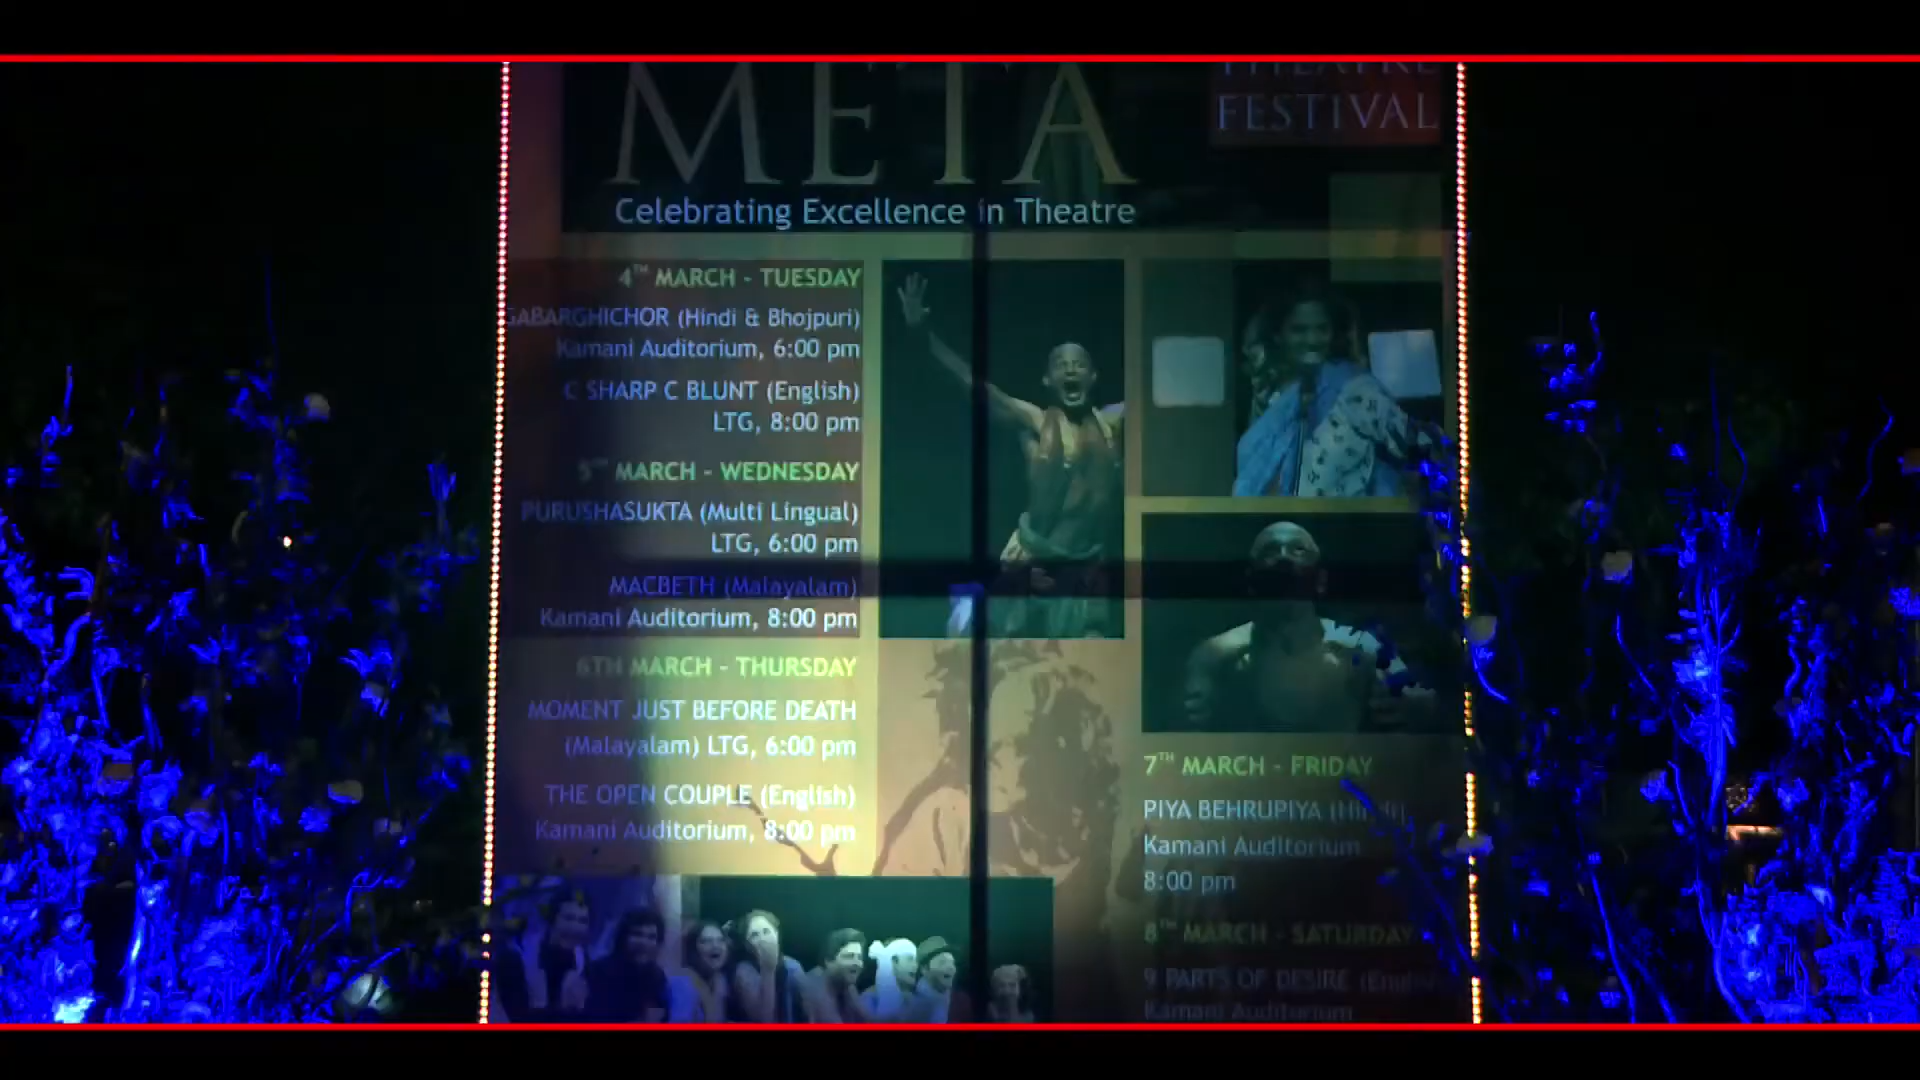 META
THEATRE
FESTIVAL
Celebrating Excellence in Theatre
4TH MARCH - TUESDAY
GABARGHICHOR (Hindi & Bhojpuri)
Kamani Auditorium, 6:00 pm
C SHARP C BLUNT (English)
LTG, 8:00 pm
5TH MARCH - WEDNESDAY
PURUSHASUKTA (Multi Lingual)
LTG, 6:00 pm
MACBETH (Malayalam)
Kamani Auditorium, 8:00 pm
6TH MARCH - THURSDAY
MOMENT JUST BEFORE DEATH
(Malayalam) LTG, 6:00 pm
THE OPEN COUPLE (English)
Kamani Auditorium, 8:00 pm
7TH MARCH - FRIDAY
PIYA BEHRUPIYA (Hindi)
Kamani Auditorium
8:00 pm
8TH MARCH - SATURDAY
9 PARTS OF DESIRE (English
Kamani Auditorium